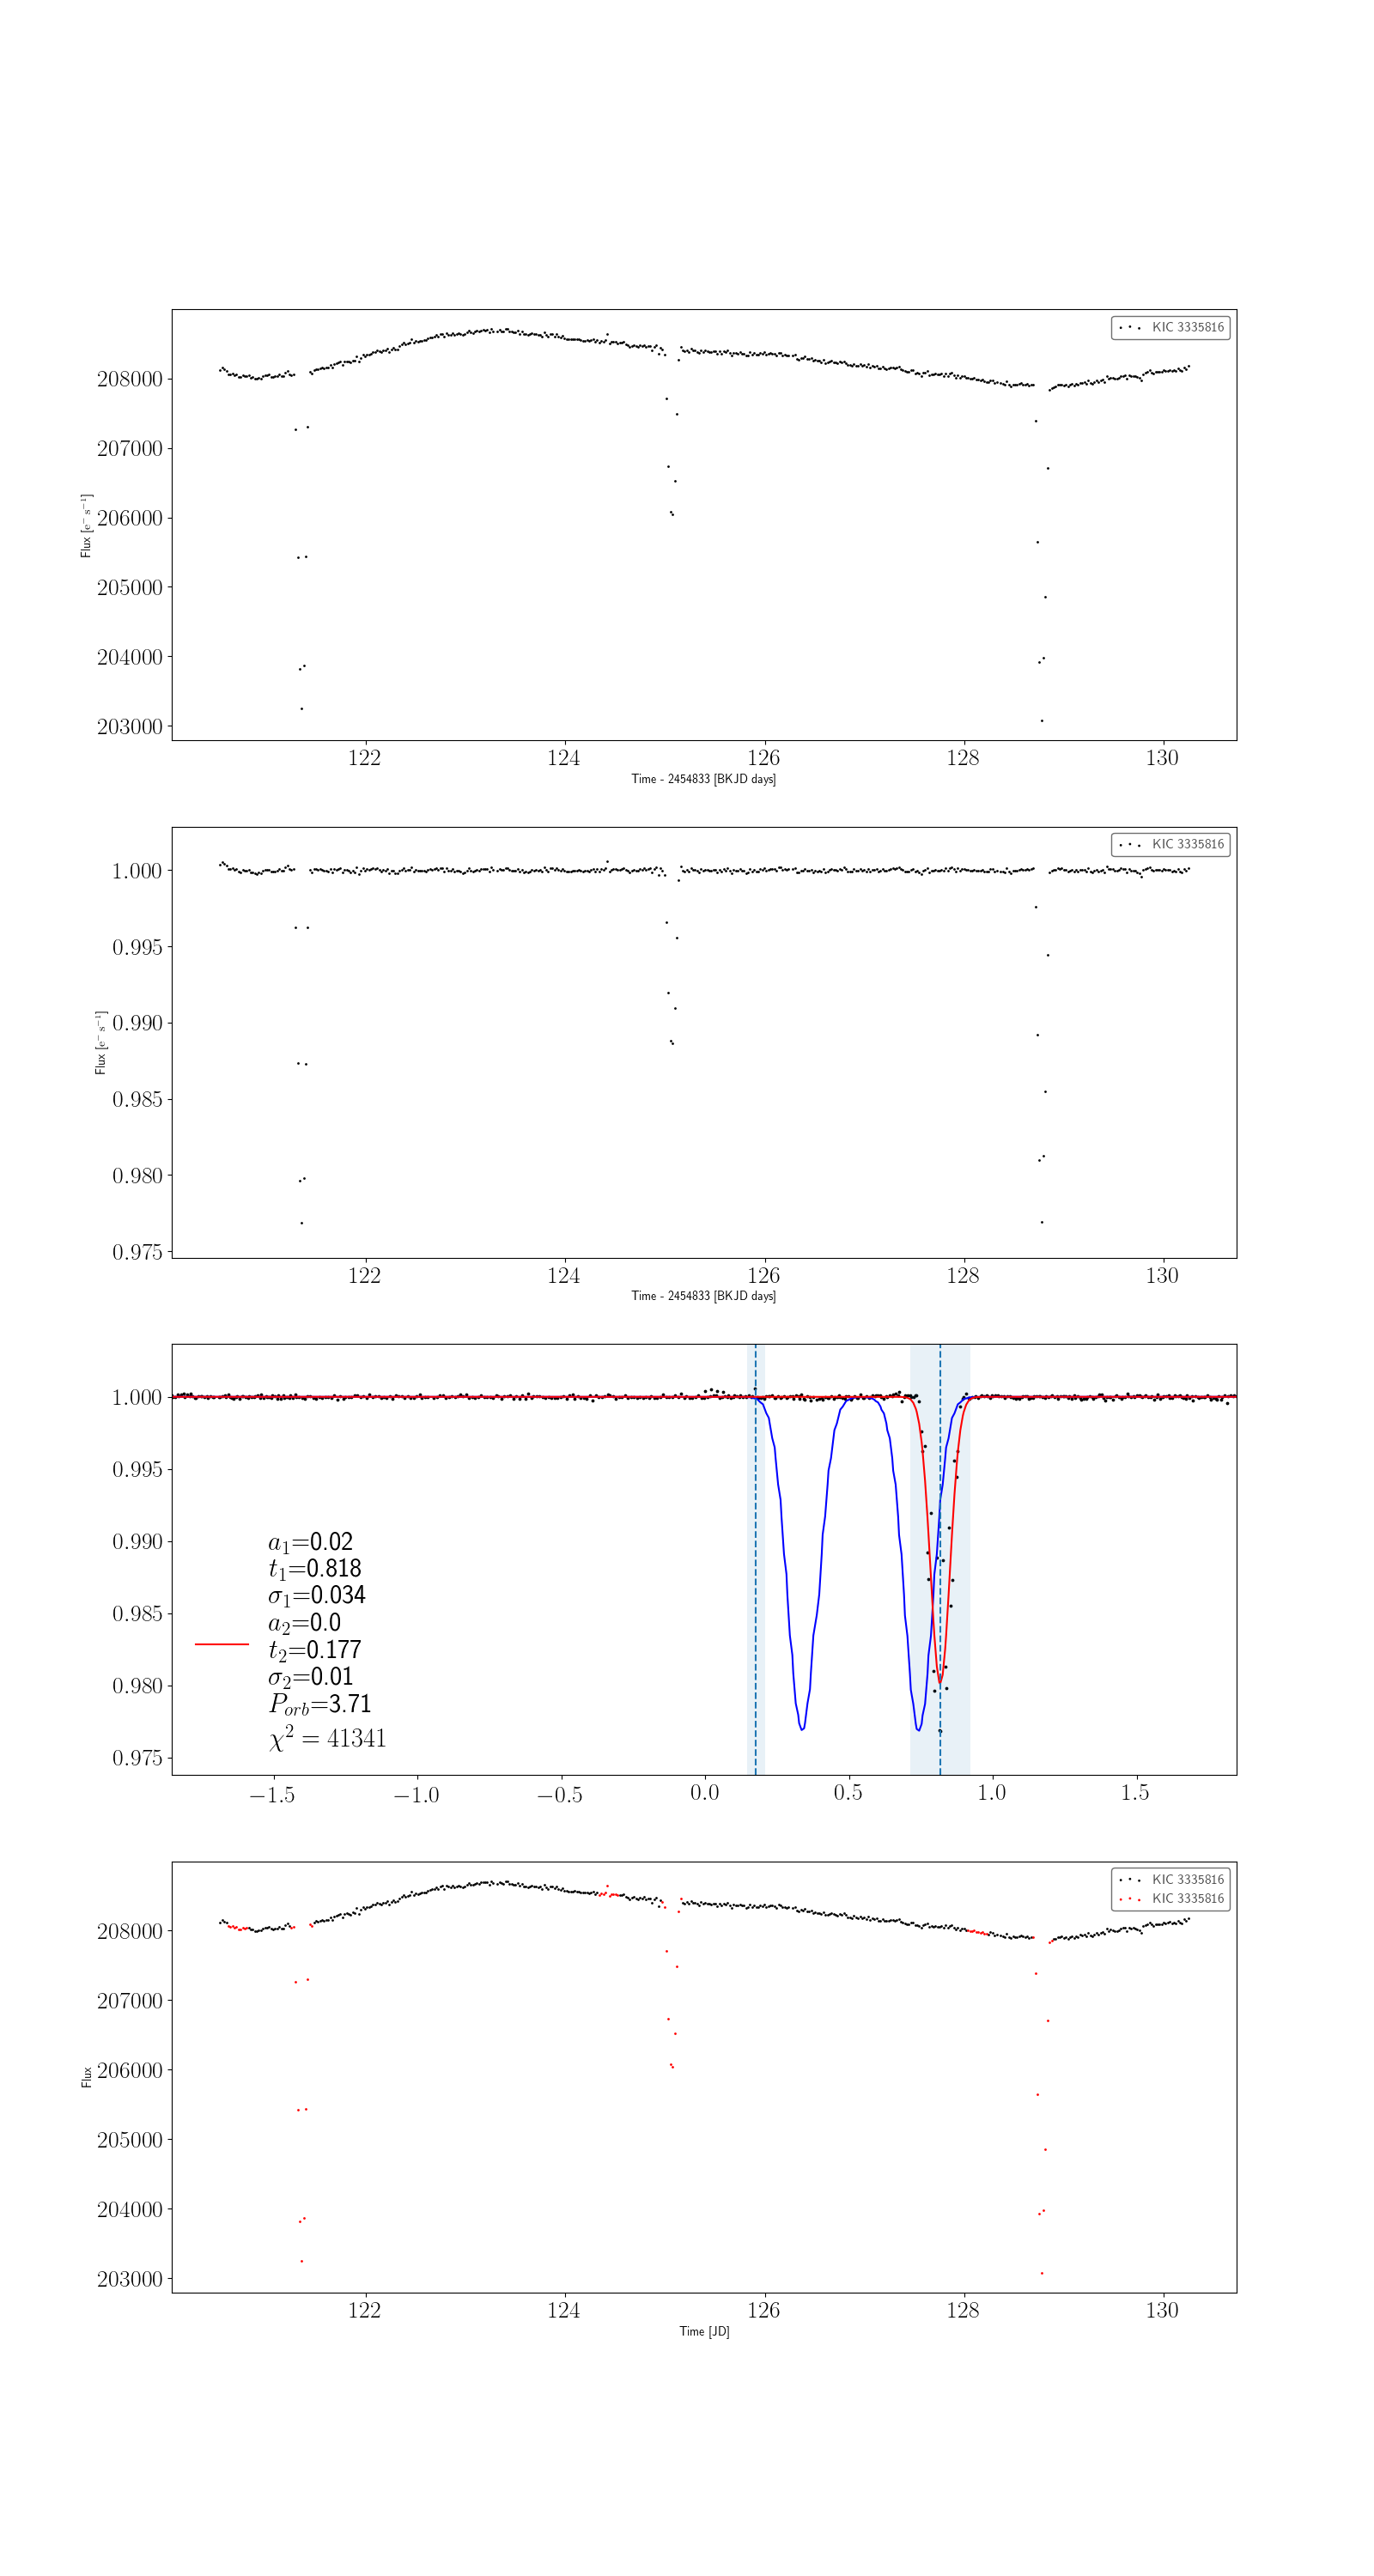 KIC 3335816
208000
207000
206000
205000
204000
203000
Flux [e⁻ s⁻¹]
122 124 126 128 130
Time - 2454833 [BKJD days]
KIC 3335816
1.000
0.995
0.990
0.985
0.980
0.975
Flux [e⁻ s⁻¹]
122 124 126 128 130
Time - 2454833 [BKJD days]
1.000
0.995
0.990
0.985
0.980
0.975
a₁=0.02
t₁=0.818
σ₁=0.034
a₂=0.0
t₂=0.177
σ₂=0.01
P_orb=3.71
χ² = 41341
−1.5 −1.0 −0.5 0.0 0.5 1.0 1.5
KIC 3335816
KIC 3335816
208000
207000
206000
205000
204000
203000
Flux
122 124 126 128 130
Time [JD]